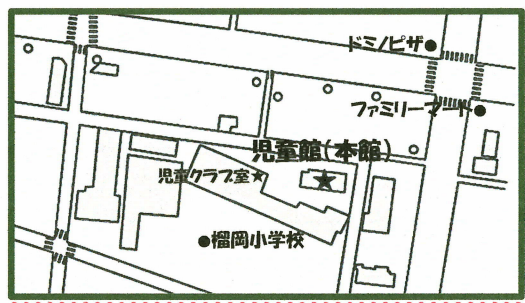 ドミノピザ●
ファミリーマート●
児童館(本館)
児童クラブ室★
★
●榴岡小学校